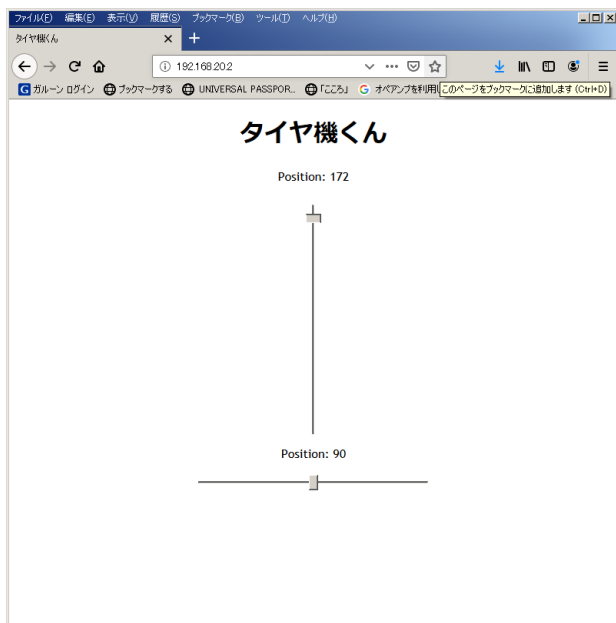 ファイル(F) 編集(E) 表示(V) 履歴(S) ブックマーク(B) ツール(T) ヘルプ(H)
タイヤ機くん
192.168.20.2
ガルーン ログイン ブックマークする UNIVERSAL PASSPOR... 「こころ」 オペアンプを利用し
このページをブックマークに追加します (Ctrl+D)
タイヤ機くん
Position: 172
Position: 90